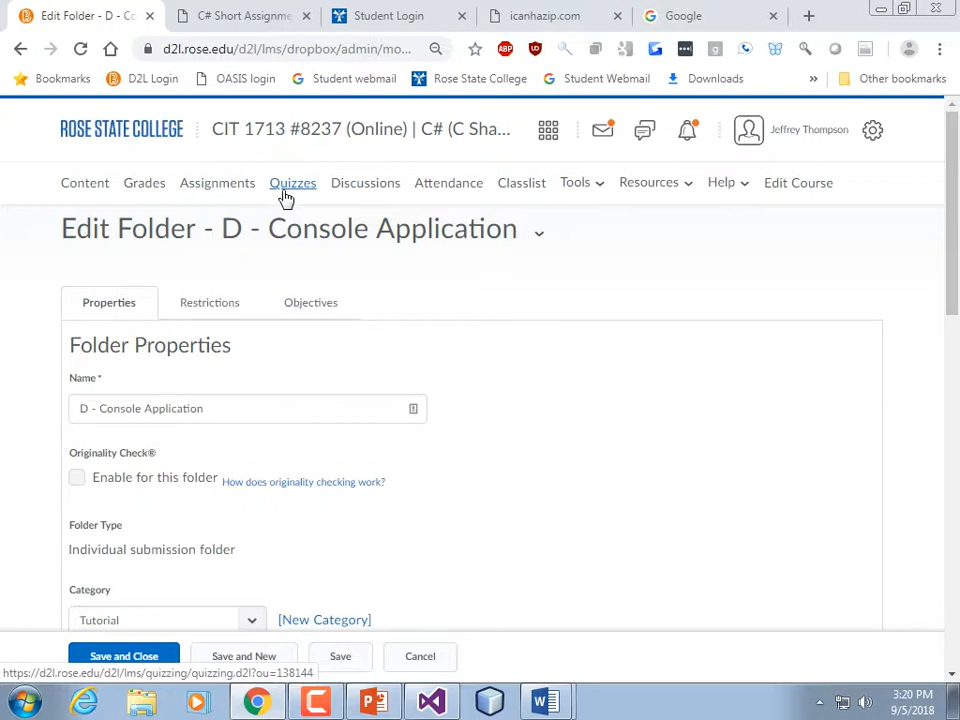 Edit Folder - D - Co
C# Short Assignme
Student Login
icanhazip.com
Google
d2l.rose.edu/d2l/lms/dropbox/admin/mo...
Bookmarks
D2L Login
OASIS login
Student webmail
Rose State College
Student Webmail
Downloads
»
Other bookmarks
ROSE STATE COLLEGE
CIT 1713 #8237 (Online) | C# (C Sha...
Jeffrey Thompson
Content
Grades
Assignments
Quizzes
Discussions
Attendance
Classlist
Tools
Resources
Help
Edit Course
Edit Folder - D - Console Application
Properties
Restrictions
Objectives
Folder Properties
Name *
D - Console Application
Originality Check®
Enable for this folder
How does originality checking work?
Folder Type
Individual submission folder
Category
Tutorial
[New Category]
Save and Close
Save and New
Save
Cancel
https://d2l.rose.edu/d2l/lms/quizzing/quizzing.d2l?ou=138144
3:20 PM
9/5/2018